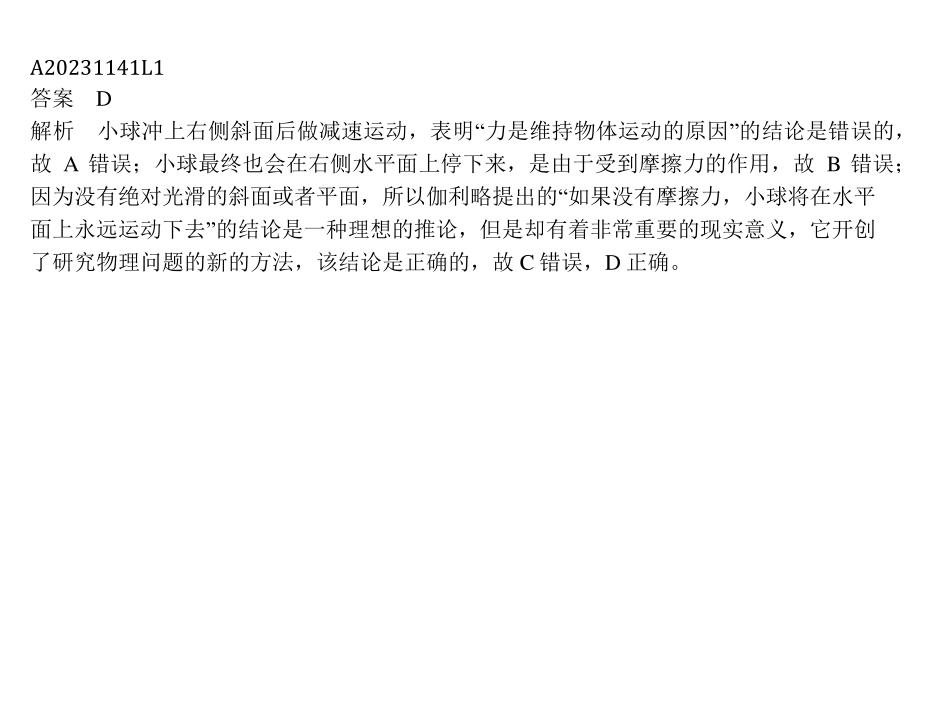 A20231141L1
答案 D
解析 小球冲上右侧斜面后做减速运动，表明“力是维持物体运动的原因”的结论是错误的，
故 A 错误；小球最终也会在右侧水平面上停下来，是由于受到摩擦力的作用，故 B 错误；
因为没有绝对光滑的斜面或者平面，所以伽利略提出的“如果没有摩擦力，小球将在水平
面上永远运动下去”的结论是一种理想的推论，但是却有着非常重要的现实意义，它开创
了研究物理问题的新的方法，该结论是正确的，故 C 错误，D 正确。